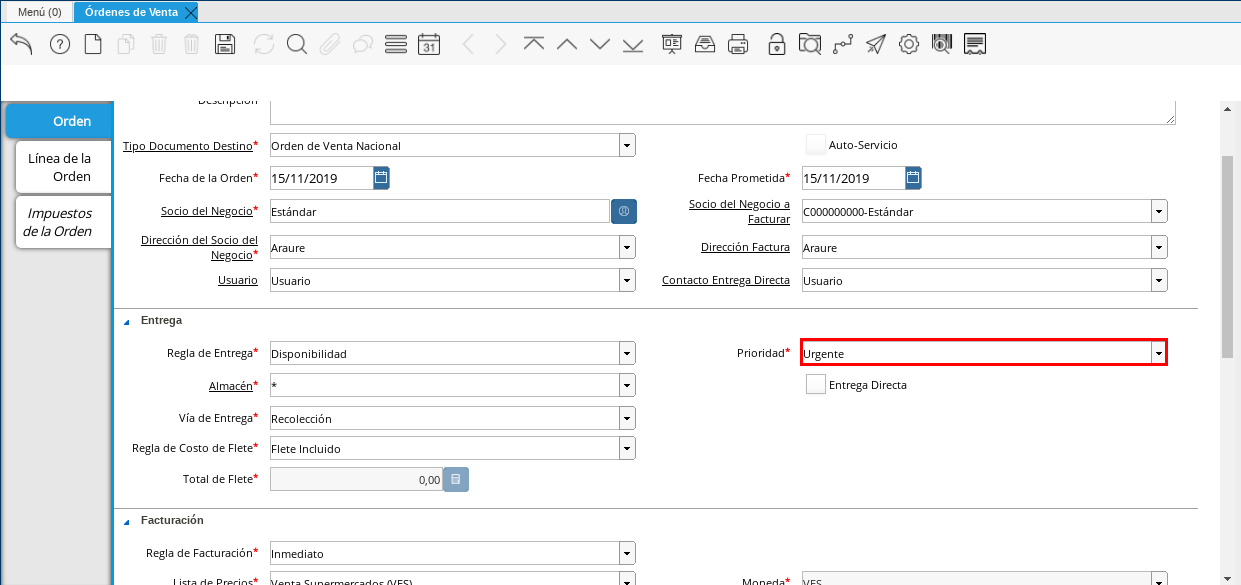 Menú (0)
Órdenes de Venta
31
Orden
Línea de la
Orden
Impuestos
de la Orden
Descripción
Tipo Documento Destino* Orden de Venta Nacional
Auto-Servicio
Fecha de la Orden* 15/11/2019
Fecha Prometida* 15/11/2019
Socio del Negocio* Estándar
Socio del Negocio a
Facturar
C000000000-Estándar
Dirección del Socio del
Negocio*
Araure
Dirección Factura Araure
Usuario Usuario
Contacto Entrega Directa Usuario
Entrega
Regla de Entrega* Disponibilidad
Prioridad* Urgente
Almacén* *
Entrega Directa
Vía de Entrega* Recolección
Regla de Costo de Flete* Flete Incluido
Total de Flete* 0,00
Facturación
Regla de Facturación* Inmediato
Lista de Precios* Venta Supermercados (VES)
Moneda* VES